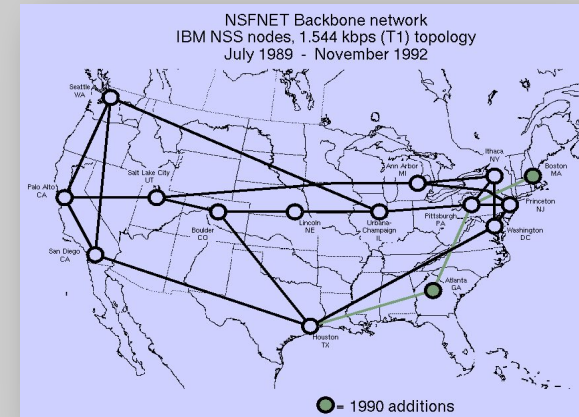 NSFNET Backbone network
IBM NSS nodes, 1.544 kbps (T1) topology
July 1989 - November 1992
Seattle
WA
Ithaca
NY
Ann Arbor
MI
Boston
MA
Salt Lake City
UT
Palo Alto
CA
Princeton
NJ
Pittsburgh
PA
Lincoln
NE
Urbana-
Champaign
IL
Boulder
CO
Washington
DC
San Diego
CA
Atlanta
GA
Houston
TX
= 1990 additions